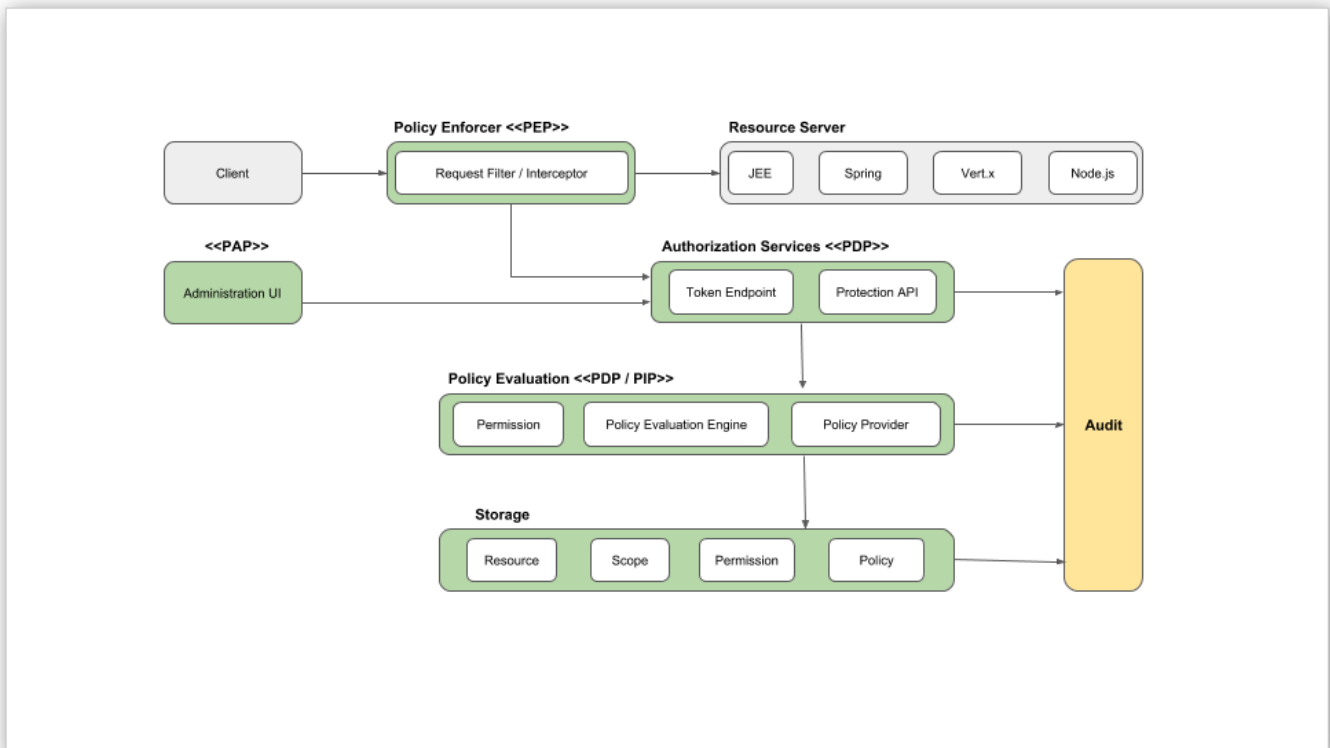 Policy Enforcer <<PEP>>
Resource Server
Client
Request Filter / Interceptor
JEE
Spring
Vert.x
Node.js
<<PAP>>
Authorization Services <<PDP>>
Administration UI
Token Endpoint
Protection API
Policy Evaluation <<PDP / PIP>>
Permission
Policy Evaluation Engine
Policy Provider
Audit
Storage
Resource
Scope
Permission
Policy